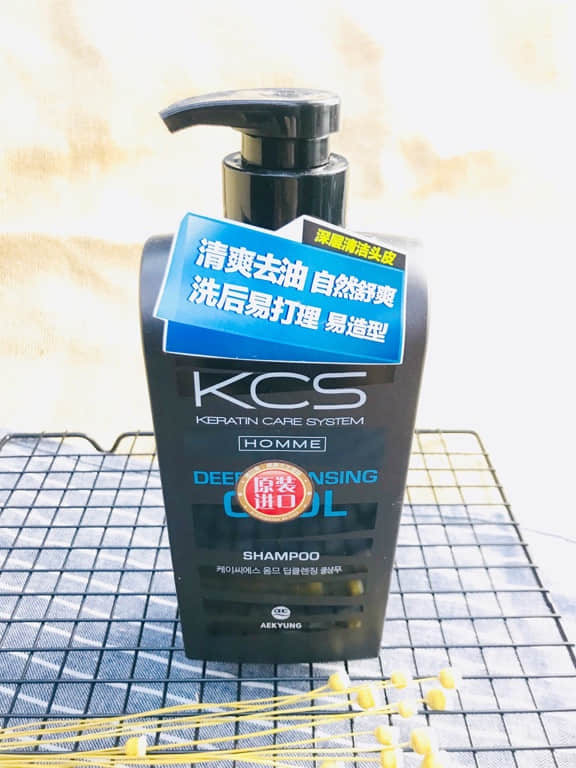 深层清洁头皮
清爽去油 自然舒爽
洗后易打理 易造型
KCS
KERATIN CARE SYSTEM
HOMME
DEEP NSING
原装
进口
SHAMPOO
케이씨에스 옴므 딥클렌징 쿨샴푸
AEKYUNG